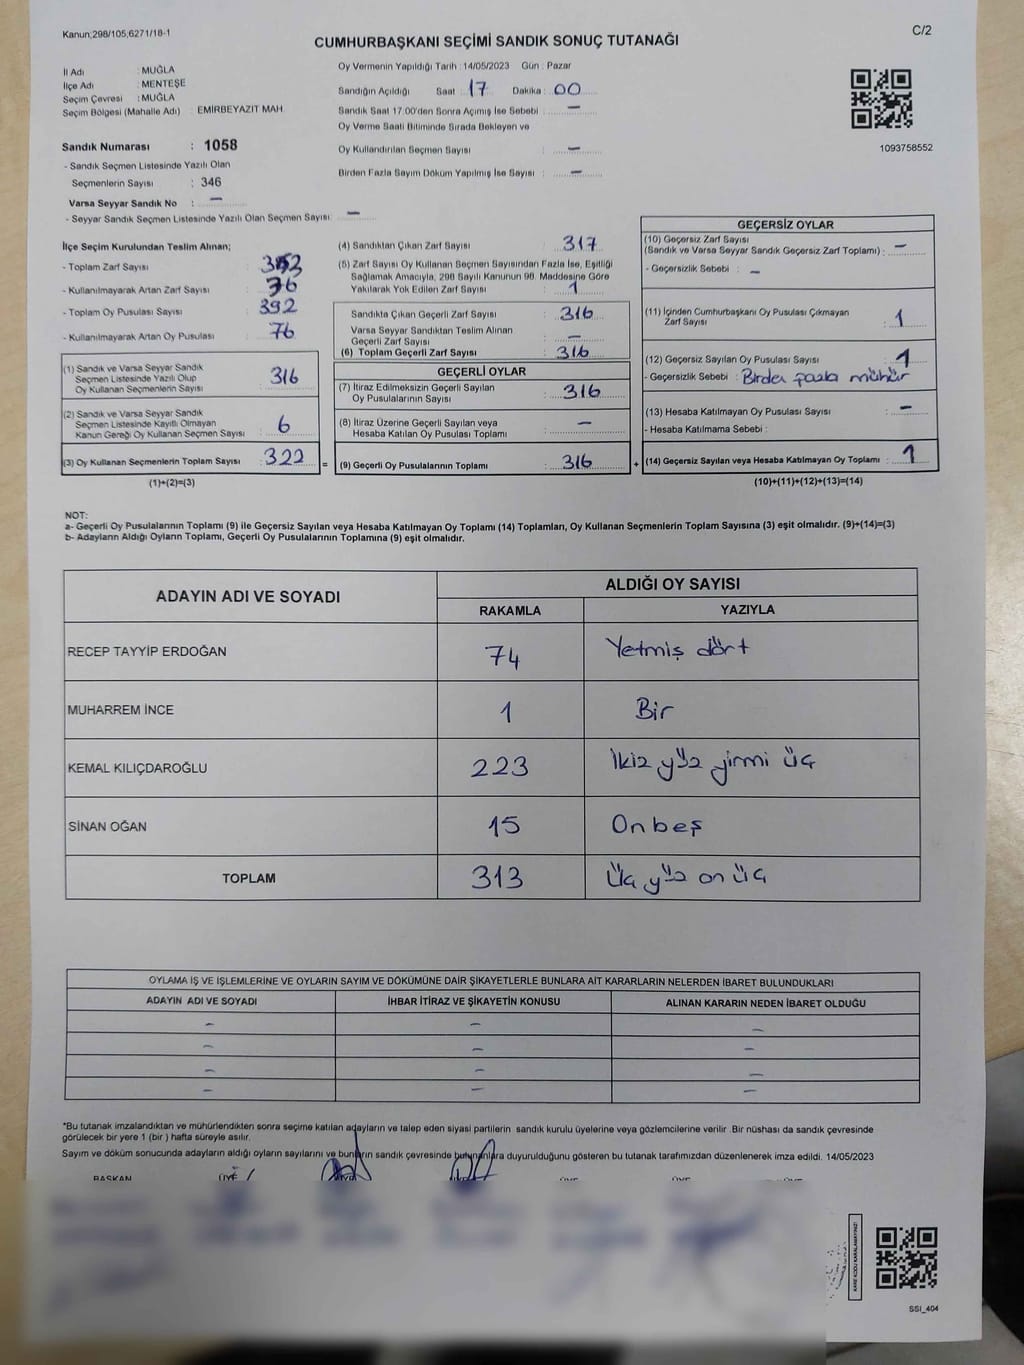 Kanun;298/105,6271/18-1
C/2
CUMHURBAŞKANI SEÇİMİ SANDIK SONUÇ TUTANAĞI
İl Adı : MUĞLA
İlçe Adı : MENTEŞE
Seçim Çevresi : MUĞLA
Seçim Bölgesi (Mahalle Adı) : EMİRBEYAZIT MAH.
Sandık Numarası : 1058
- Sandık Seçmen Listesinde Yazılı Olan
Seçmenlerin Sayısı : 346
Varsa Seyyar Sandık No : —
- Seyyar Sandık Seçmen Listesinde Yazılı Olan Seçmen Sayısı: —
Oy Vermenin Yapıldığı Tarih : 14/05/2023 Gün : Pazar
Sandığın Açıldığı Saat : 17 Dakika : 00
Sandık Saat 17:00'den Sonra Açımış İse Sebebi : —
Oy Verme Saati Bitiminde Sırada Bekleyen ve
Oy Kullandırılan Seçmen Sayısı : —
Birden Fazla Sayım Döküm Yapılmış İse Sayısı : —
1093758552
İlçe Seçim Kurulundan Teslim Alınan;
- Toplam Zarf Sayısı :
- Kullanılmayarak Artan Zarf Sayısı : 76
- Toplam Oy Pusulası Sayısı : 392
- Kullanılmayarak Artan Oy Pusulası : 76
(1) Sandık ve Varsa Seyyar Sandık
Seçmen Listesinde Yazılı Olup
Oy Kullanan Seçmenlerin Sayısı : 316
(2) Sandık ve Varsa Seyyar Sandık
Seçmen Listesinde Kayıtlı Olmayan
Kanun Gereği Oy Kullanan Seçmen Sayısı : 6
(3) Oy Kullanan Seçmenlerin Toplam Sayısı : 322
(1)+(2)=(3)
(4) Sandıktan Çıkan Zarf Sayısı : 317
(5) Zarf Sayısı Oy Kullanan Seçmen Sayısından Fazla İse, Eşitliği
Sağlamak Amacıyla, 298 Sayılı Kanunun 98. Maddesine Göre
Yakılarak Yok Edilen Zarf Sayısı : 1
Sandıkta Çıkan Geçerli Zarf Sayısı : 316
Varsa Seyyar Sandıktan Teslim Alınan
Geçerli Zarf Sayısı : —
(6) Toplam Geçerli Zarf Sayısı : 316
GEÇERLİ OYLAR
(7) İtiraz Edilmeksizin Geçerli Sayılan
Oy Pusulalarının Sayısı : 316
(8) İtiraz Üzerine Geçerli Sayılan veya
Hesaba Katılan Oy Pusulası Toplamı : —
= (9) Geçerli Oy Pusulalarının Toplamı : 316
GEÇERSİZ OYLAR
(10) Geçersiz Zarf Sayısı
(Sandık ve Varsa Seyyar Sandık Geçersiz Zarf Toplamı) : —
- Geçersizlik Sebebi : —
(11) İçinden Cumhurbaşkanı Oy Pusulası Çıkmayan
Zarf Sayısı : 1
(12) Geçersiz Sayılan Oy Pusulası Sayısı : 1
- Geçersizlik Sebebi : Birden fazla mühür
(13) Hesaba Katılmayan Oy Pusulası Sayısı : —
- Hesaba Katılmama Sebebi :
+ (14) Geçersiz Sayılan veya Hesaba Katılmayan Oy Toplamı : 1
(10)+(11)+(12)+(13)=(14)
NOT:
a- Geçerli Oy Pusulalarının Toplamı (9) ile Geçersiz Sayılan veya Hesaba Katılmayan Oy Toplamı (14) Toplamları, Oy Kullanan Seçmenlerin Toplam Sayısına (3) eşit olmalıdır. (9)+(14)=(3)
b- Adayların Aldığı Oyların Toplamı, Geçerli Oy Pusulalarının Toplamına (9) eşit olmalıdır.
ADAYIN ADI VE SOYADI
ALDIĞI OY SAYISI
RAKAMLA YAZIYLA
RECEP TAYYİP ERDOĞAN 74 Yetmiş dört
MUHARREM İNCE 1 Bir
KEMAL KILIÇDAROĞLU 223 İkiz yüz yirmi üç
SİNAN OĞAN 15 On beş
TOPLAM 313 Üç yüz on üç
OYLAMA İŞ VE İŞLEMLERİNE VE OYLARIN SAYIM VE DÖKÜMÜNE DAİR ŞİKAYETLERLE BUNLARA AİT KARARLARIN NELERDEN İBARET BULUNDUKLARI
ADAYIN ADI VE SOYADI İHBAR İTİRAZ VE ŞİKAYETİN KONUSU ALINAN KARARIN NEDEN İBARET OLDUĞU
— — —
— — —
— — —
— — —
*Bu tutanak imzalandıktan ve mühürlendikten sonra seçime katılan adayların ve talep eden siyasi partilerin sandık kurulu üyelerine veya gözlemcilerine verilir .Bir nüshası da sandık çevresinde
görülecek bir yere 1 (bir ) hafta süreyle asılır.
Sayım ve döküm sonucunda adayların aldığı oyların sayılarını ve bunların sandık çevresinde bulunanlara duyurulduğunu gösteren bu tutanak tarafımızdan düzenlenerek imza edildi. 14/05/2023
BAŞKAN ÜYE
KARE KODU KARALAMAYINIZ!
SSI_404